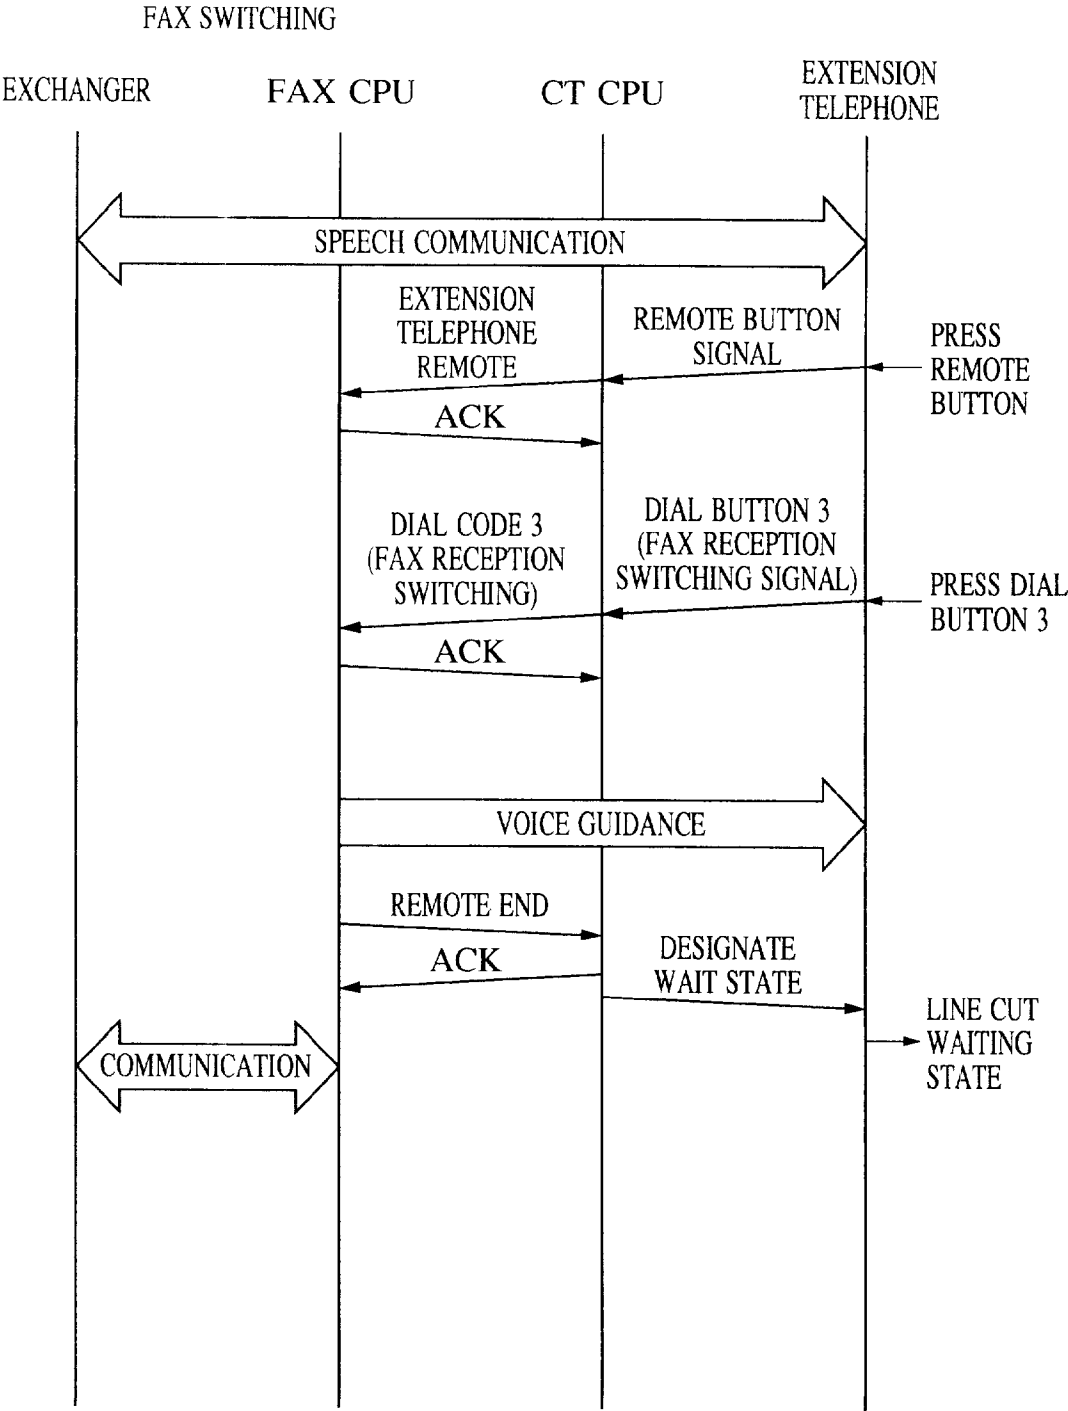 FAX SWITCHING
EXCHANGER
FAX CPU
CT CPU
EXTENSION
TELEPHONE
SPEECH COMMUNICATION
EXTENSION
TELEPHONE
REMOTE
REMOTE BUTTON
SIGNAL
PRESS
REMOTE
BUTTON
ACK
DIAL CODE 3
(FAX RECEPTION
SWITCHING)
DIAL BUTTON 3
(FAX RECEPTION
SWITCHING SIGNAL)
PRESS DIAL
BUTTON 3
ACK
VOICE GUIDANCE
REMOTE END
ACK
DESIGNATE
WAIT STATE
LINE CUT
WAITING
STATE
COMMUNICATION